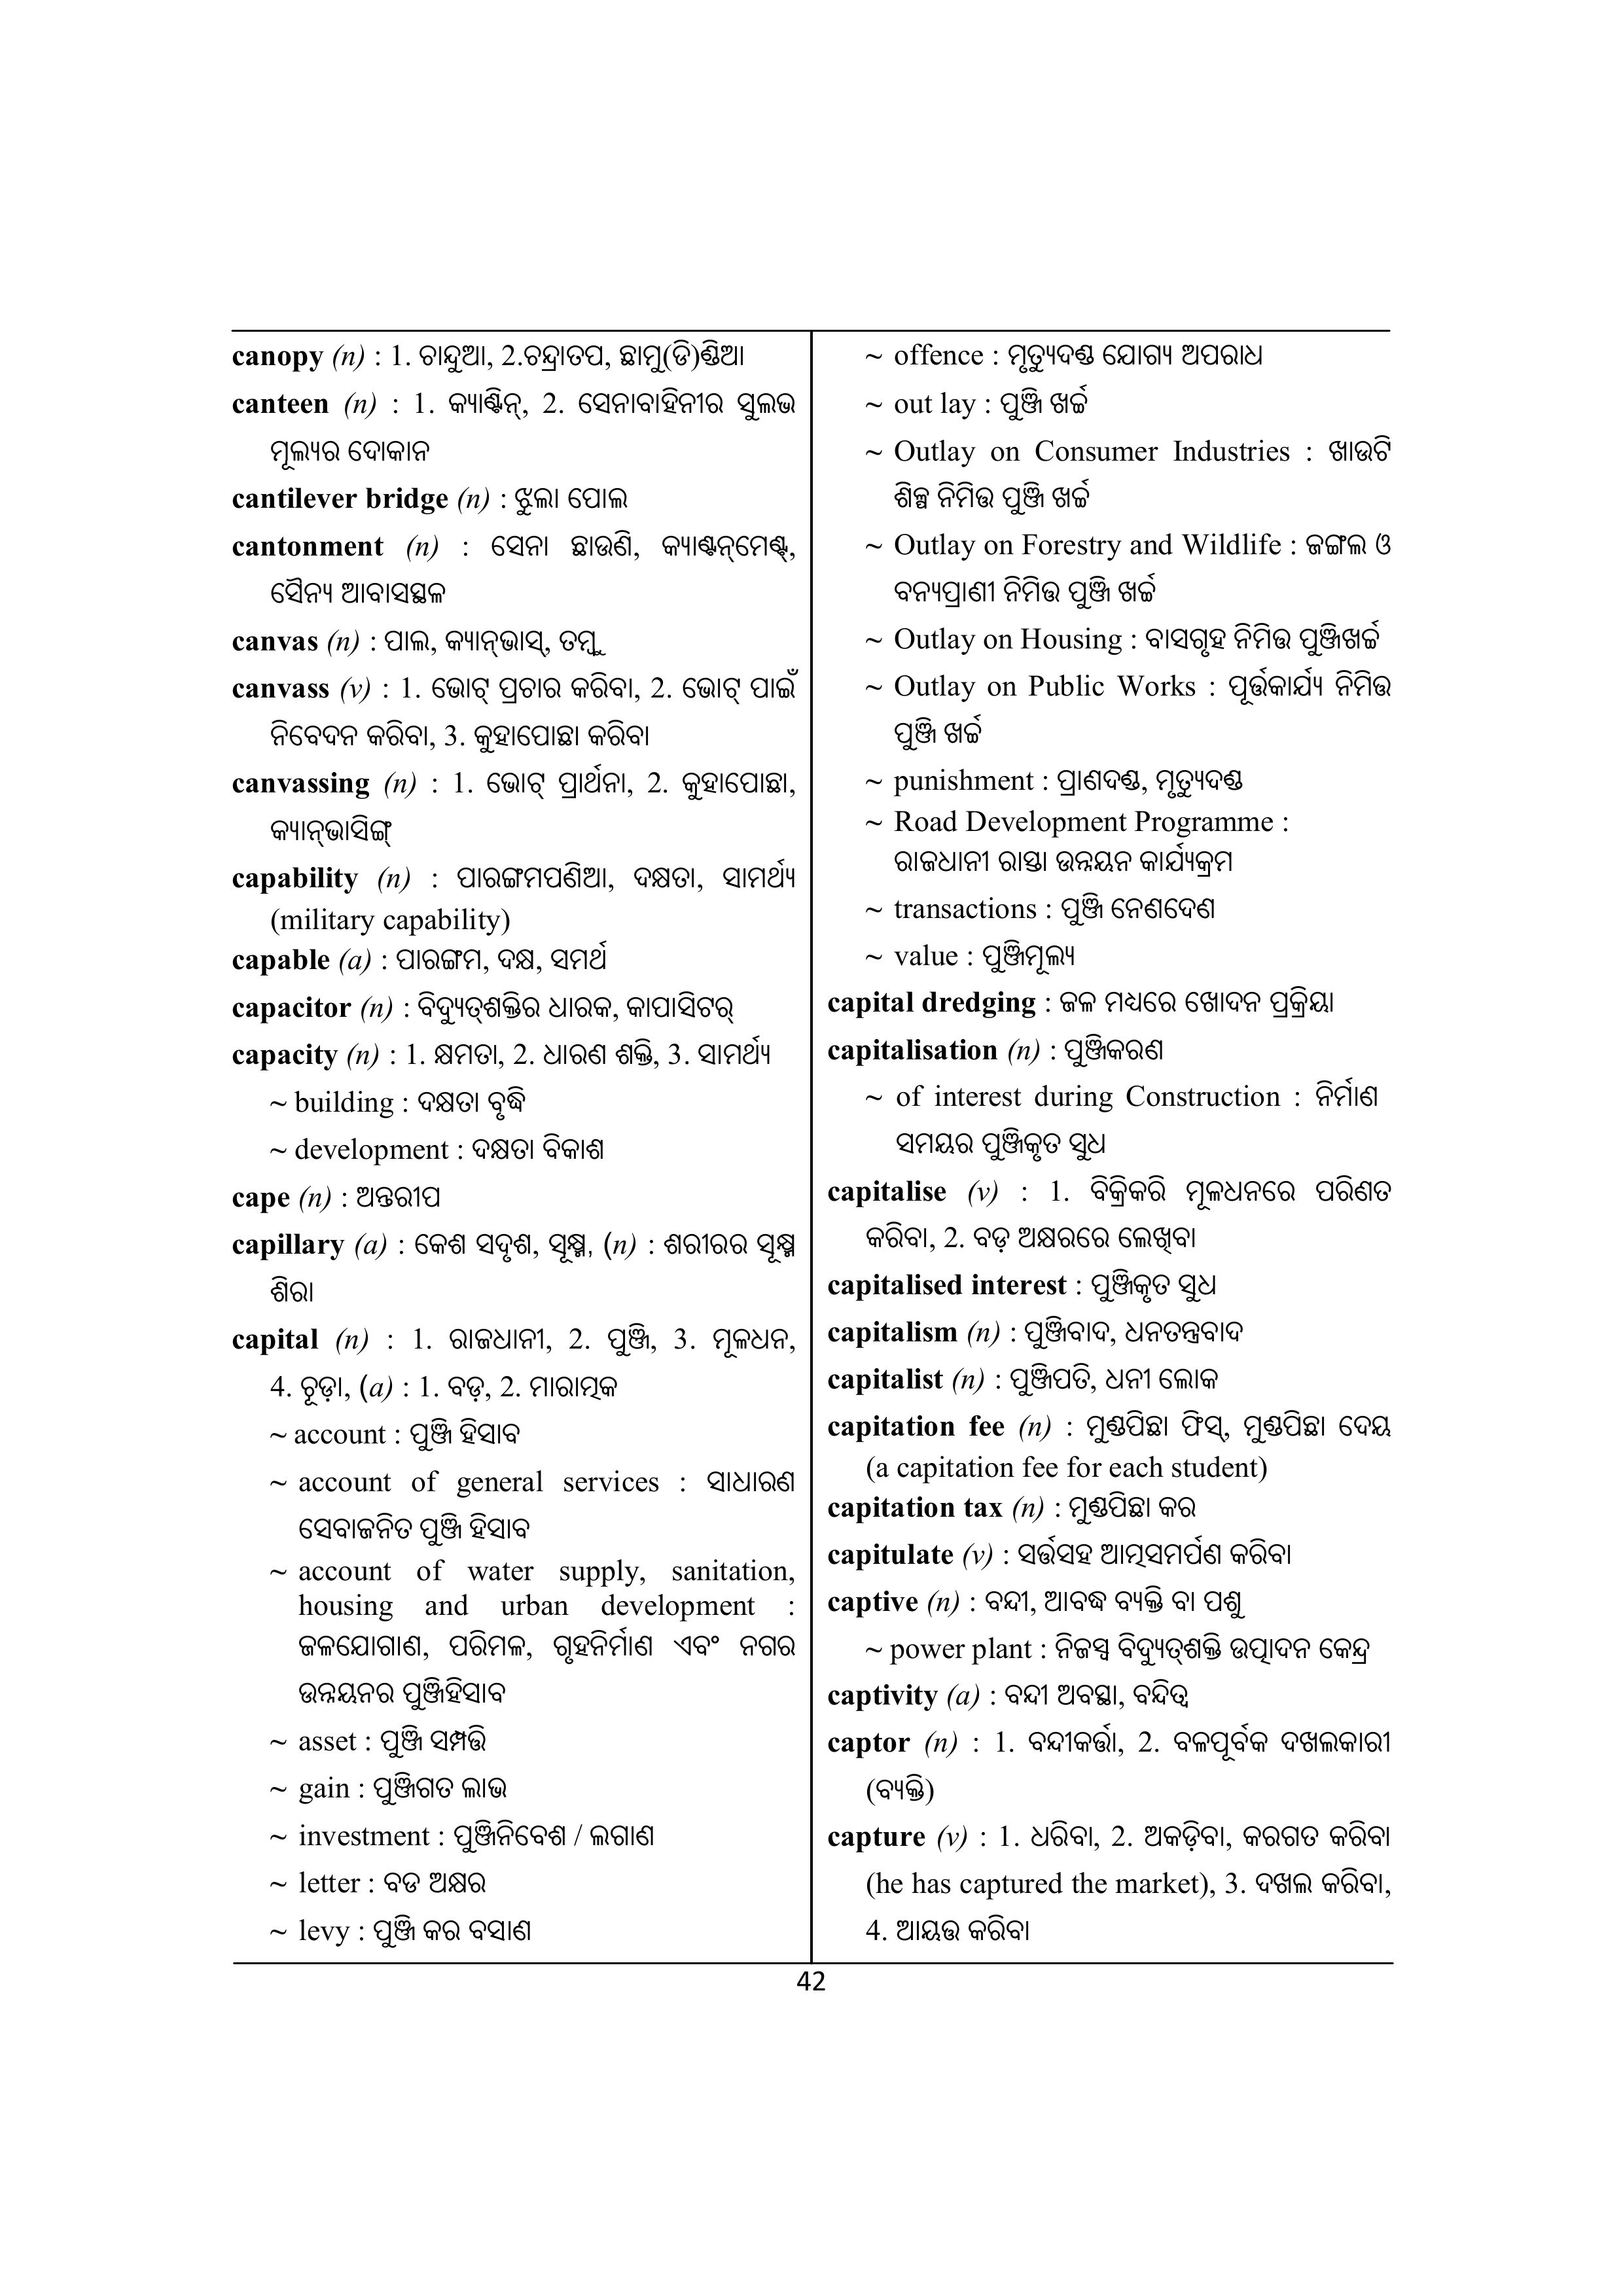 canopy (n) : 1. ଚାନ୍ଦୁଆ, 2.ଚନ୍ଦ୍ରାତପ, ଛାମୁ(ଡି)ଣ୍ଡିଆ
canteen (n) : 1. କ୍ୟାଣ୍ଟିନ୍, 2. ସେନାବାହିନୀର ସୁଲଭ
ମୂଲ୍ୟର ଦୋକାନ
cantilever bridge (n) : ଝୁଲା ପୋଲ
cantonment (n) : ସେନା ଛାଉଣି, କ୍ୟାଣ୍ଟନ୍‌ମେଣ୍ଟ,
ସୈନ୍ୟ ଆବାସସ୍ଥଳ
canvas (n) : ପାଲ, କ୍ୟାନ୍‌ଭାସ୍, ତମ୍ବୁ
canvass (v) : 1. ଭୋଟ୍ ପ୍ରଚାର କରିବା, 2. ଭୋଟ୍ ପାଇଁ
ନିବେଦନ କରିବା, 3. କୁହାପୋଛା କରିବା
canvassing (n) : 1. ଭୋଟ୍ ପ୍ରାର୍ଥନା, 2. କୁହାପୋଛା,
କ୍ୟାନ୍‌ଭାସିଙ୍ଗ୍
capability (n) : ପାରଙ୍ଗମପଣିଆ, ଦକ୍ଷତା, ସାମର୍ଥ୍ୟ
(military capability)
capable (a) : ପାରଙ୍ଗମ, ଦକ୍ଷ, ସମର୍ଥ
capacitor (n) : ବିଦ୍ୟୁତ୍‌ଶକ୍ତିର ଧାରକ, କାପାସିଟର୍
capacity (n) : 1. କ୍ଷମତା, 2. ଧାରଣ ଶକ୍ତି, 3. ସାମର୍ଥ୍ୟ
~ building : ଦକ୍ଷତା ବୃଦ୍ଧି
~ development : ଦକ୍ଷତା ବିକାଶ
cape (n) : ଅନ୍ତରୀପ
capillary (a) : କେଶ ସଦୃଶ, ସୂକ୍ଷ୍ମ, (n) : ଶରୀରର ସୂକ୍ଷ୍ମ
ଶିରା
capital (n) : 1. ରାଜଧାନୀ, 2. ପୁଞ୍ଜି, 3. ମୂଳଧନ,
4. ଚୂଡ଼ା, (a) : 1. ବଡ଼, 2. ମାରାତ୍ମକ
~ account : ପୁଞ୍ଜି ହିସାବ
~ account of general services : ସାଧାରଣ
ସେବାଜନିତ ପୁଞ୍ଜି ହିସାବ
~ account of water supply, sanitation,
housing and urban development :
ଜଳଯୋଗାଣ, ପରିମଳ, ଗୃହନିର୍ମାଣ ଏବଂ ନଗର
ଉନ୍ନୟନର ପୁଞ୍ଜିହିସାବ
~ asset : ପୁଞ୍ଜି ସମ୍ପତ୍ତି
~ gain : ପୁଞ୍ଜିଗତ ଲାଭ
~ investment : ପୁଞ୍ଜିନିବେଶ / ଲଗାଣ
~ letter : ବଡ ଅକ୍ଷର
~ levy : ପୁଞ୍ଜି କର ବସାଣ
~ offence : ମୃତ୍ୟୁଦଣ୍ଡ ଯୋଗ୍ୟ ଅପରାଧ
~ out lay : ପୁଞ୍ଜି ଖର୍ଚ୍ଚ
~ Outlay on Consumer Industries : ଖାଉଟି
ଶିଳ୍ପ ନିମିତ୍ତ ପୁଞ୍ଜି ଖର୍ଚ୍ଚ
~ Outlay on Forestry and Wildlife : ଜଙ୍ଗଲ ଓ
ବନ୍ୟପ୍ରାଣୀ ନିମିତ୍ତ ପୁଞ୍ଜି ଖର୍ଚ୍ଚ
~ Outlay on Housing : ବାସଗୃହ ନିମିତ୍ତ ପୁଞ୍ଜିଖର୍ଚ୍ଚ
~ Outlay on Public Works : ପୂର୍ତ୍ତକାର୍ଯ୍ୟ ନିମିତ୍ତ
ପୁଞ୍ଜି ଖର୍ଚ୍ଚ
~ punishment : ପ୍ରାଣଦଣ୍ଡ, ମୃତ୍ୟୁଦଣ୍ଡ
~ Road Development Programme :
ରାଜଧାନୀ ରାସ୍ତା ଉନ୍ନୟନ କାର୍ଯ୍ୟକ୍ରମ
~ transactions : ପୁଞ୍ଜି ନେଣଦେଣ
~ value : ପୁଞ୍ଜିମୂଲ୍ୟ
capital dredging : ଜଳ ମଧ୍ୟରେ ଖୋଦନ ପ୍ରକ୍ରିୟା
capitalisation (n) : ପୁଞ୍ଜିକରଣ
~ of interest during Construction : ନିର୍ମାଣ
ସମୟର ପୁଞ୍ଜିକୃତ ସୁଧ
capitalise (v) : 1. ବିକ୍ରିକରି ମୂଳଧନରେ ପରିଣତ
କରିବା, 2. ବଡ଼ ଅକ୍ଷରରେ ଲେଖିବା
capitalised interest : ପୁଞ୍ଜିକୃତ ସୁଧ
capitalism (n) : ପୁଞ୍ଜିବାଦ, ଧନତନ୍ତ୍ରବାଦ
capitalist (n) : ପୁଞ୍ଜିପତି, ଧନୀ ଲୋକ
capitation fee (n) : ମୁଣ୍ଡପିଛା ଫିସ୍, ମୁଣ୍ଡପିଛା ଦେୟ
(a capitation fee for each student)
capitation tax (n) : ମୁଣ୍ଡପିଛା କର
capitulate (v) : ସର୍ତ୍ତସହ ଆତ୍ମସମର୍ପଣ କରିବା
captive (n) : ବନ୍ଦୀ, ଆବଦ୍ଧ ବ୍ୟକ୍ତି ବା ପଶୁ
~ power plant : ନିଜସ୍ୱ ବିଦ୍ୟୁତ୍‌ଶକ୍ତି ଉତ୍ପାଦନ କେନ୍ଦ୍ର
captivity (a) : ବନ୍ଦୀ ଅବସ୍ଥା, ବନ୍ଦିତ୍ୱ
captor (n) : 1. ବନ୍ଦୀକର୍ତ୍ତା, 2. ବଳପୂର୍ବକ ଦଖଲକାରୀ
(ବ୍ୟକ୍ତି)
capture (v) : 1. ଧରିବା, 2. ଅକଡ଼ିବା, କରଗତ କରିବା
(he has captured the market), 3. ଦଖଲ କରିବା,
4. ଆୟତ୍ତ କରିବା
42